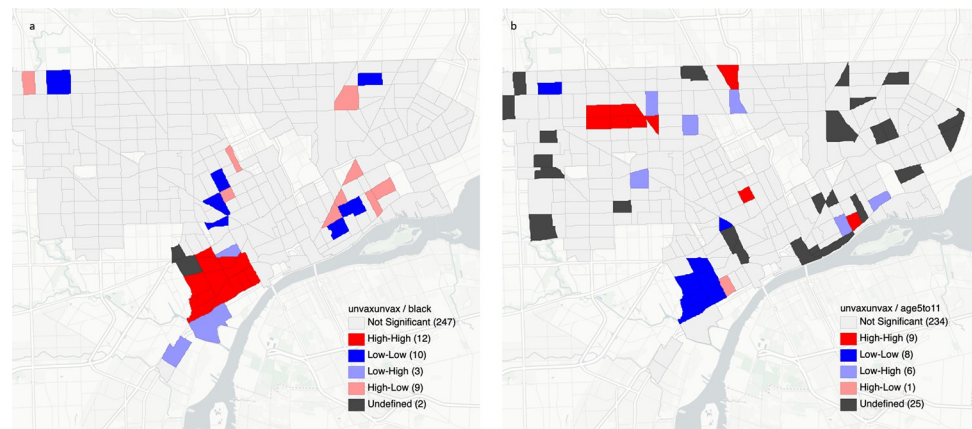 a
unvaxunvax / black
Not Significant (247)
High-High (12)
Low-Low (10)
Low-High (3)
High-Low (9)
Undefined (2)
b
unvaxunvax / age5to11
Not Significant (234)
High-High (9)
Low-Low (8)
Low-High (6)
High-Low (1)
Undefined (25)